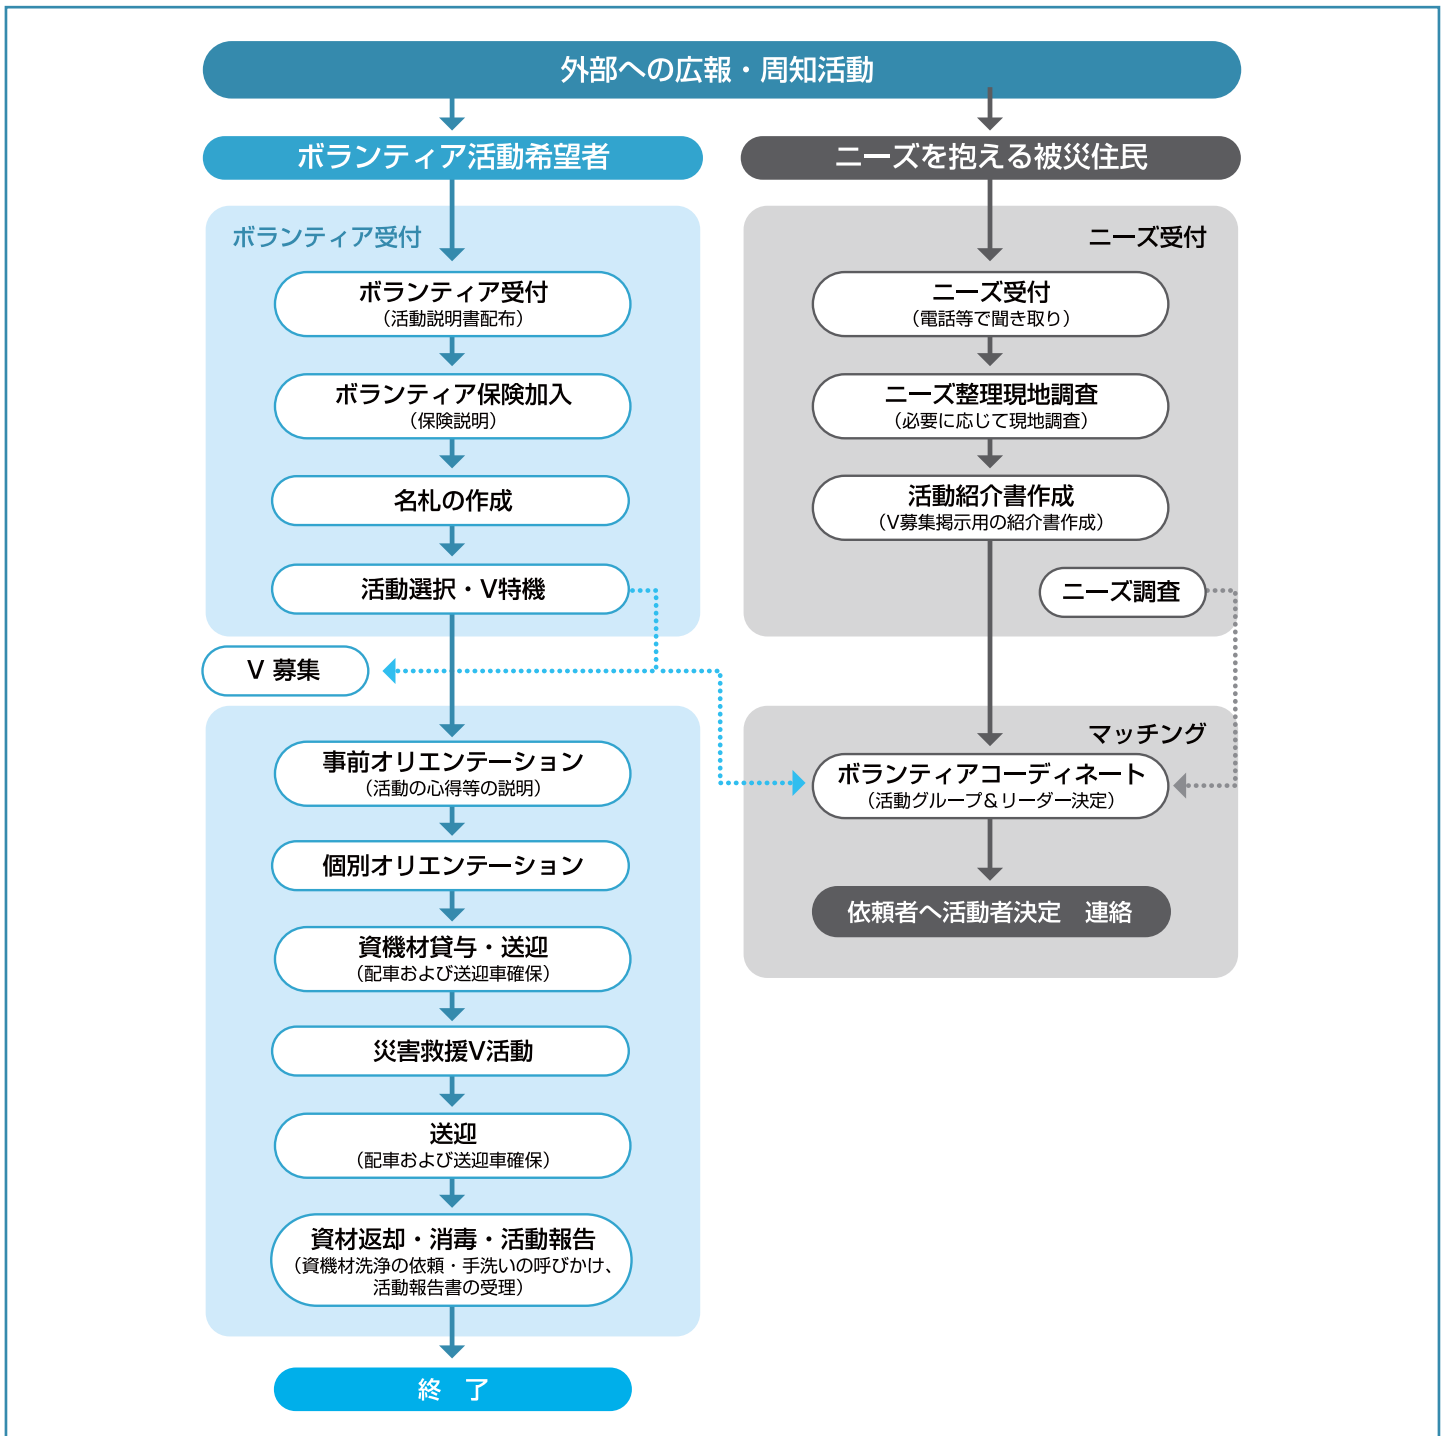 外部への広報・周知活動
ボランティア活動希望者
ボランティア受付
ボランティア受付
（活動説明書配布）
ボランティア保険加入
（保険説明）
名札の作成
活動選択・V特機
V 募集
事前オリエンテーション
（活動の心得等の説明）
個別オリエンテーション
資機材貸与・送迎
（配車および送迎車確保）
災害救援V活動
送迎
（配車および送迎車確保）
資材返却・消毒・活動報告
（資機材洗浄の依頼・手洗いの呼びかけ、
活動報告書の受理）
終　了
ニーズを抱える被災住民
ニーズ受付
ニーズ受付
（電話等で聞き取り）
ニーズ整理現地調査
（必要に応じて現地調査）
活動紹介書作成
（V募集掲示用の紹介書作成）
ニーズ調査
マッチング
ボランティアコーディネート
（活動グループ＆リーダー決定）
依頼者へ活動者決定　連絡